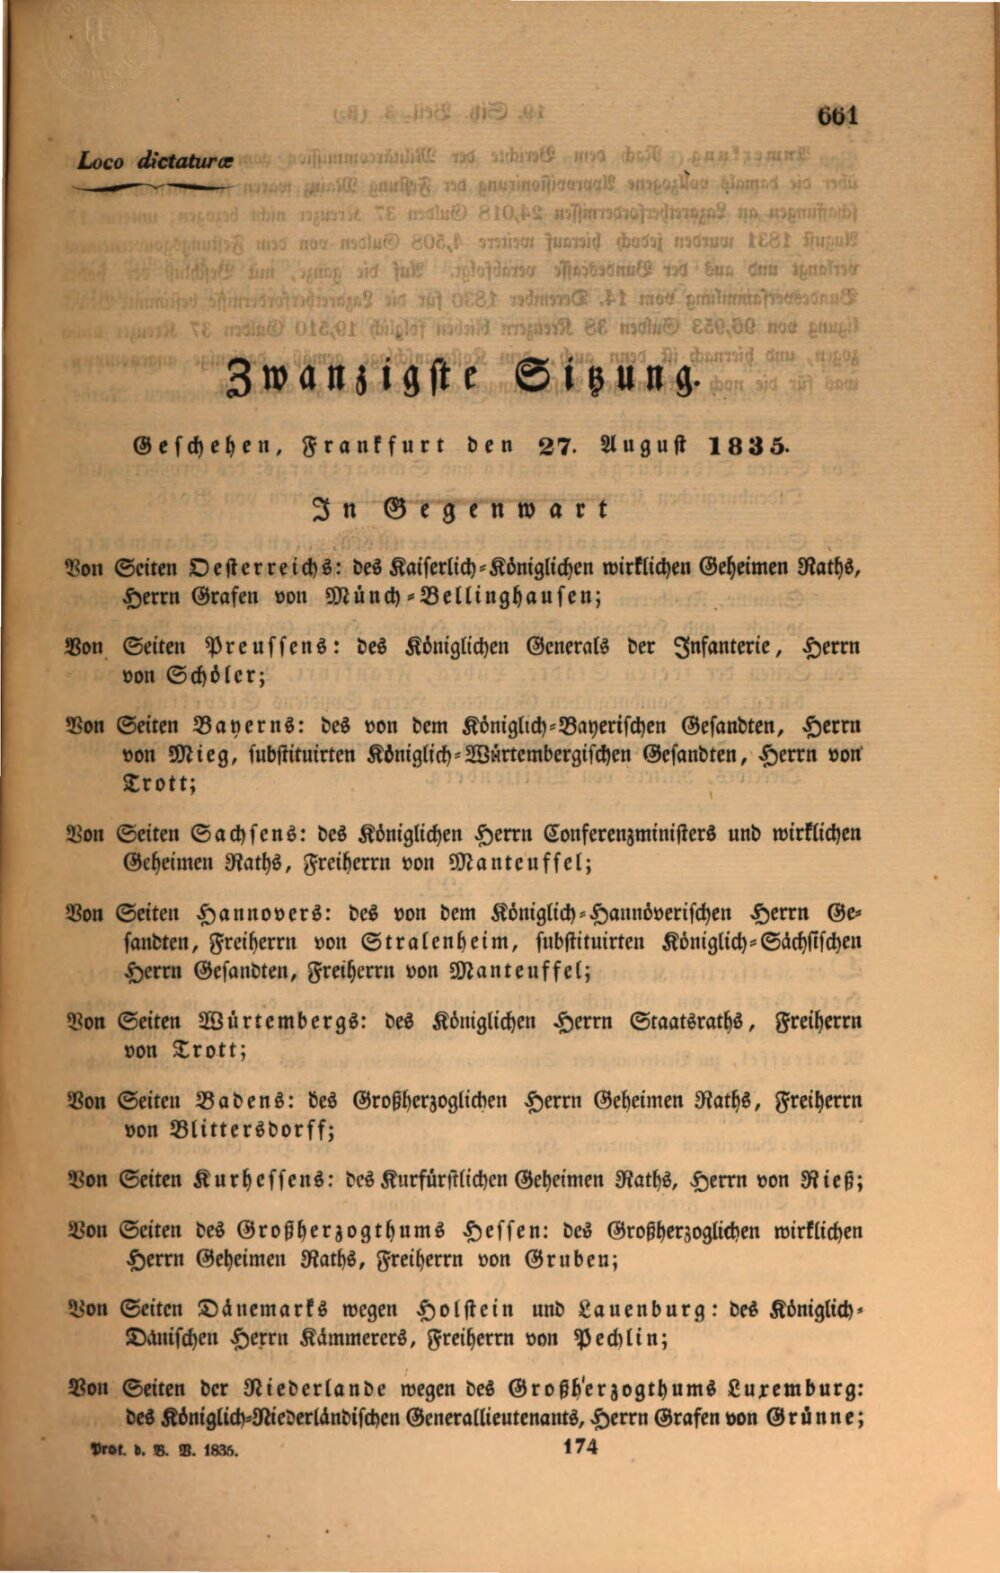 661
Loco dictaturæ
Zwanzigste Sitzung.
Geschehen, Frankfurt den 27. August 1835.
In Gegenwart
Von Seiten Oesterreichs: des Kaiserlich-Königlichen wirklichen Geheimen Raths,
Herrn Grafen von Münch-Bellinghausen;
Von Seiten Preussens: des Königlichen Generals der Infanterie, Herrn
von Schöler;
Von Seiten Bayerns: des von dem Königlich-Bayerischen Gesandten, Herrn
von Mieg, substituirten Königlich-Würtembergischen Gesandten, Herrn von
Trott;
Von Seiten Sachsens: des Königlichen Herrn Conferenzministers und wirklichen
Geheimen Raths, Freiherrn von Manteuffel;
Von Seiten Hannovers: des von dem Königlich-Hannöverischen Herrn Ge-
sandten, Freiherrn von Stralenheim, substituirten Königlich-Sächsischen
Herrn Gesandten, Freiherrn von Manteuffel;
Von Seiten Würtembergs: des Königlichen Herrn Staatsraths, Freiherrn
von Trott;
Von Seiten Badens: des Großherzoglichen Herrn Geheimen Raths, Freiherrn
von Blittersdorff;
Von Seiten Kurhessens: des Kurfürstlichen Geheimen Raths, Herrn von Rieß;
Von Seiten des Großherzogthums Hessen: des Großherzoglichen wirklichen
Herrn Geheimen Raths, Freiherrn von Gruben;
Von Seiten Dänemarks wegen Holstein und Lauenburg: des Königlich-
Dänischen Herrn Kämmerers, Freiherrn von Pechlin;
Von Seiten der Niederlande wegen des Großherzogthums Luxemburg:
des Königlich-Niederländischen Generallieutenants, Herrn Grafen von Grünne;
Prot. d. B. V. 1835.
174